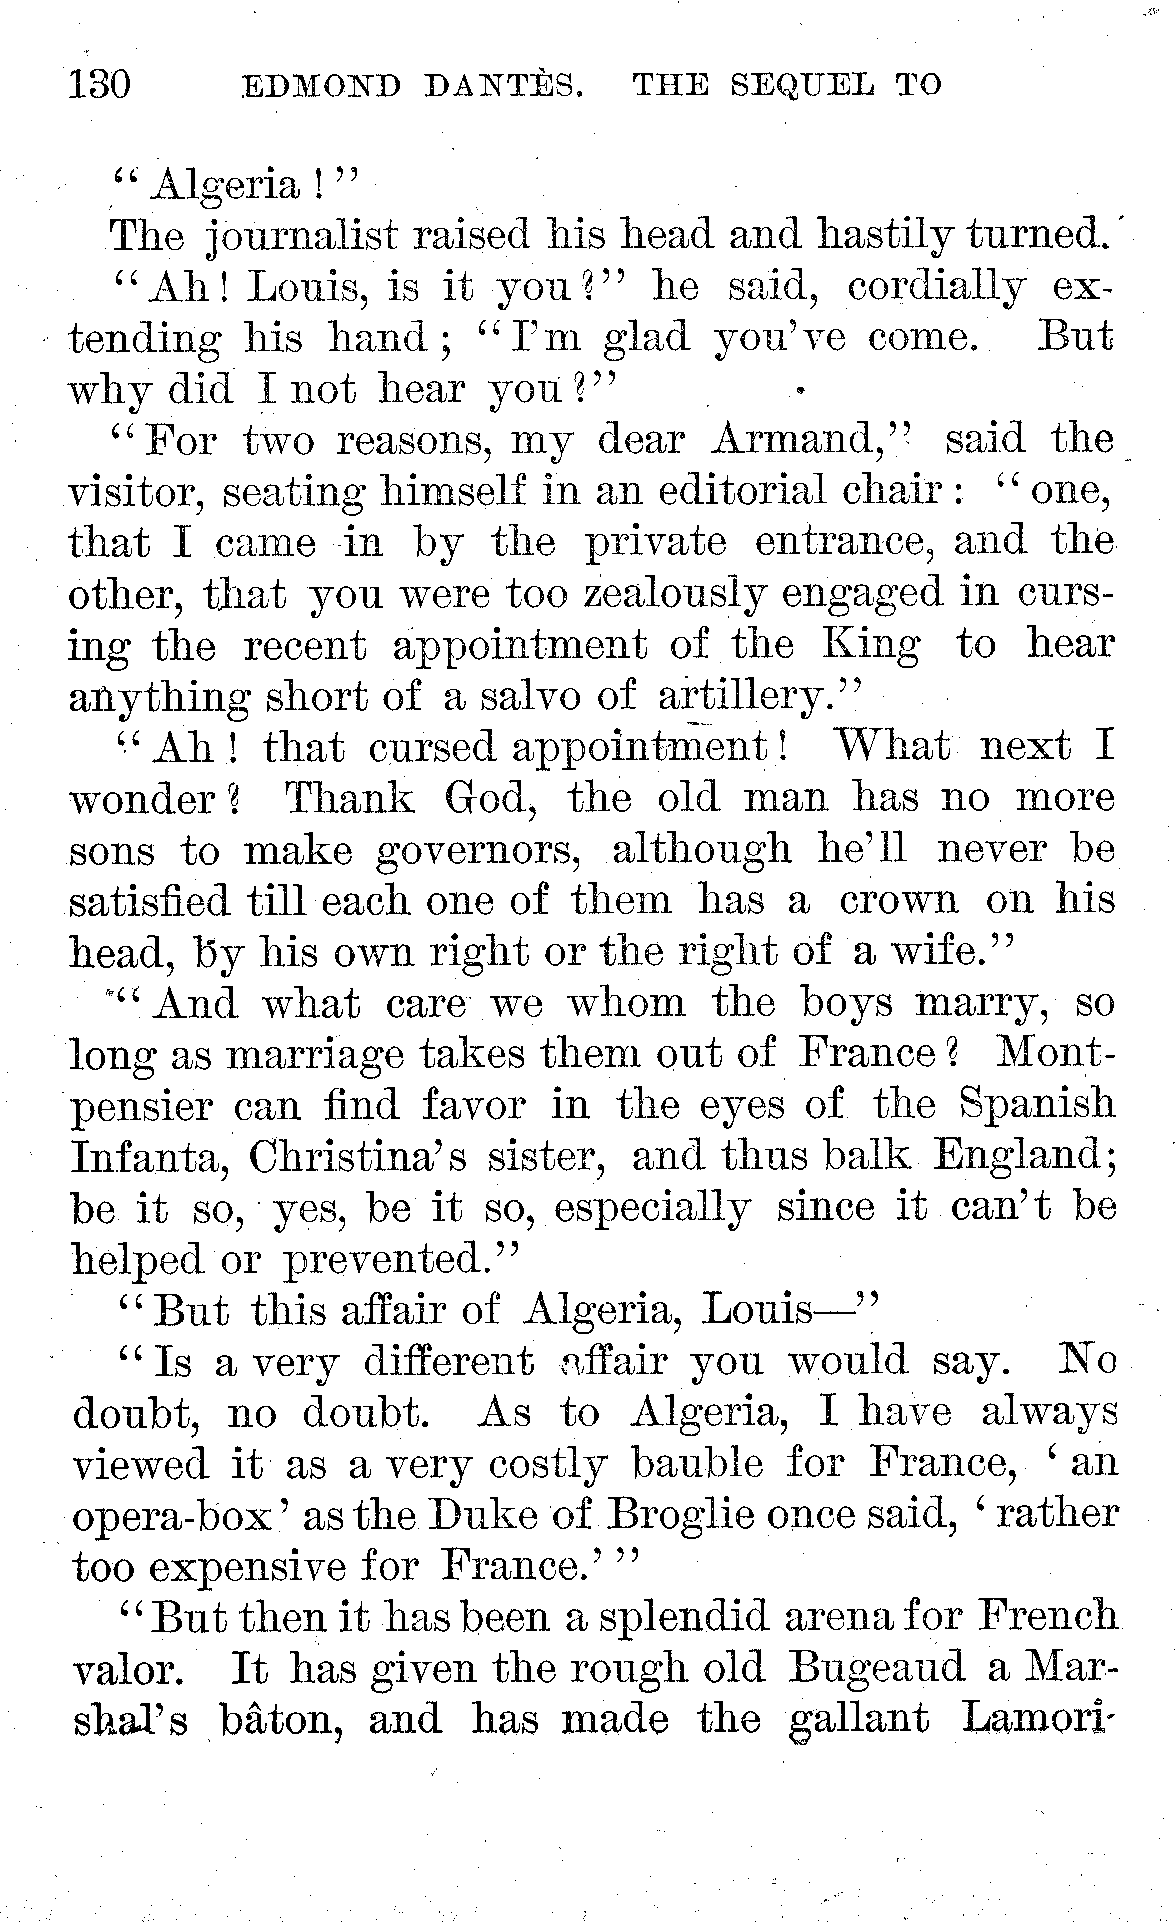 130 EDMOND DANTÈS. THE SEQUEL TO
"Algeria!"
The journalist raised his head and hastily turned.
"Ah! Louis, is it you?" he said, cordially ex-
tending his hand; "I'm glad you've come. But
why did I not hear you?"
"For two reasons, my dear Armand," said the
visitor, seating himself in an editorial chair: "one,
that I came in by the private entrance, and the
other, that you were too zealously engaged in curs-
ing the recent appointment of the King to hear
anything short of a salvo of artillery."
"Ah! that cursed appointment! What next I
wonder? Thank God, the old man has no more
sons to make governors, although he'll never be
satisfied till each one of them has a crown on his
head, by his own right or the right of a wife."
"And what care we whom the boys marry, so
long as marriage takes them out of France? Mont-
pensier can find favor in the eyes of the Spanish
Infanta, Christina's sister, and thus balk England;
be it so, yes, be it so, especially since it can't be
helped or prevented."
"But this affair of Algeria, Louis—"
"Is a very different affair you would say. No
doubt, no doubt. As to Algeria, I have always
viewed it as a very costly bauble for France, 'an
opera-box' as the Duke of Broglie once said, 'rather
too expensive for France.'"
"But then it has been a splendid arena for French
valor. It has given the rough old Bugeaud a Mar-
shal's bâton, and has made the gallant Lamori-